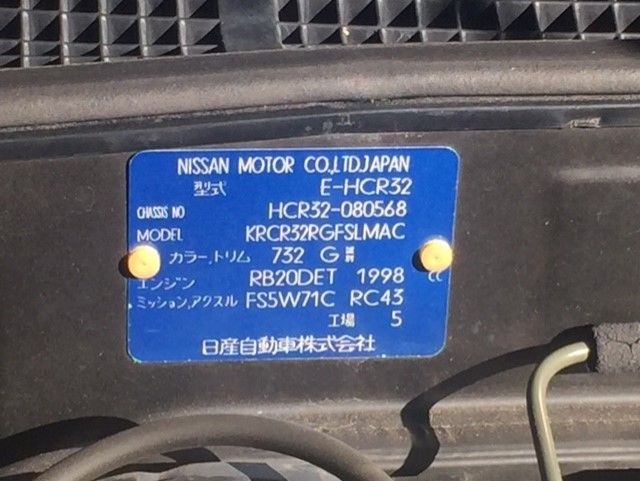 NISSAN MOTOR CO.,LTD.JAPAN
型式 E-HCR32
CHASSIS NO HCR32-080568
MODEL KRCR32RGFSLMAC
カラー,トリム 732 G
エンジン RB20DET 1998 cc
ミッション,アクスル FS5W71C RC43
工場 5
日産自動車株式会社